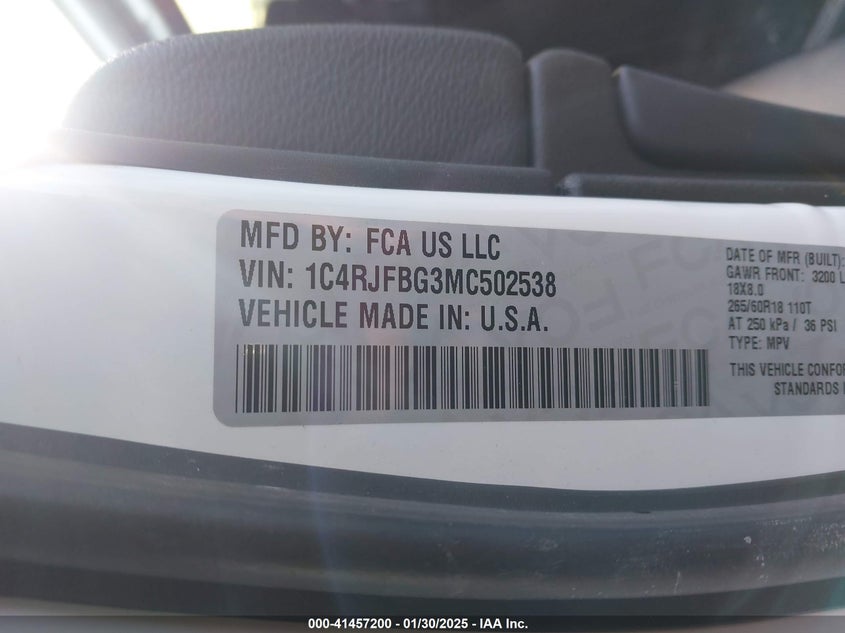 MFD BY: FCA US LLC
VIN: 1C4RJFBG3MC502538
VEHICLE MADE IN: U.S.A.
DATE OF MFR (BUILT):
GAWR FRONT: 3200 L
18X8.0
265/60R18 110T
AT 250 kPa / 36 PSI
TYPE: MPV
THIS VEHICLE CONFO
STANDARDS
000-41457200 - 01/30/2025 - IAA Inc.